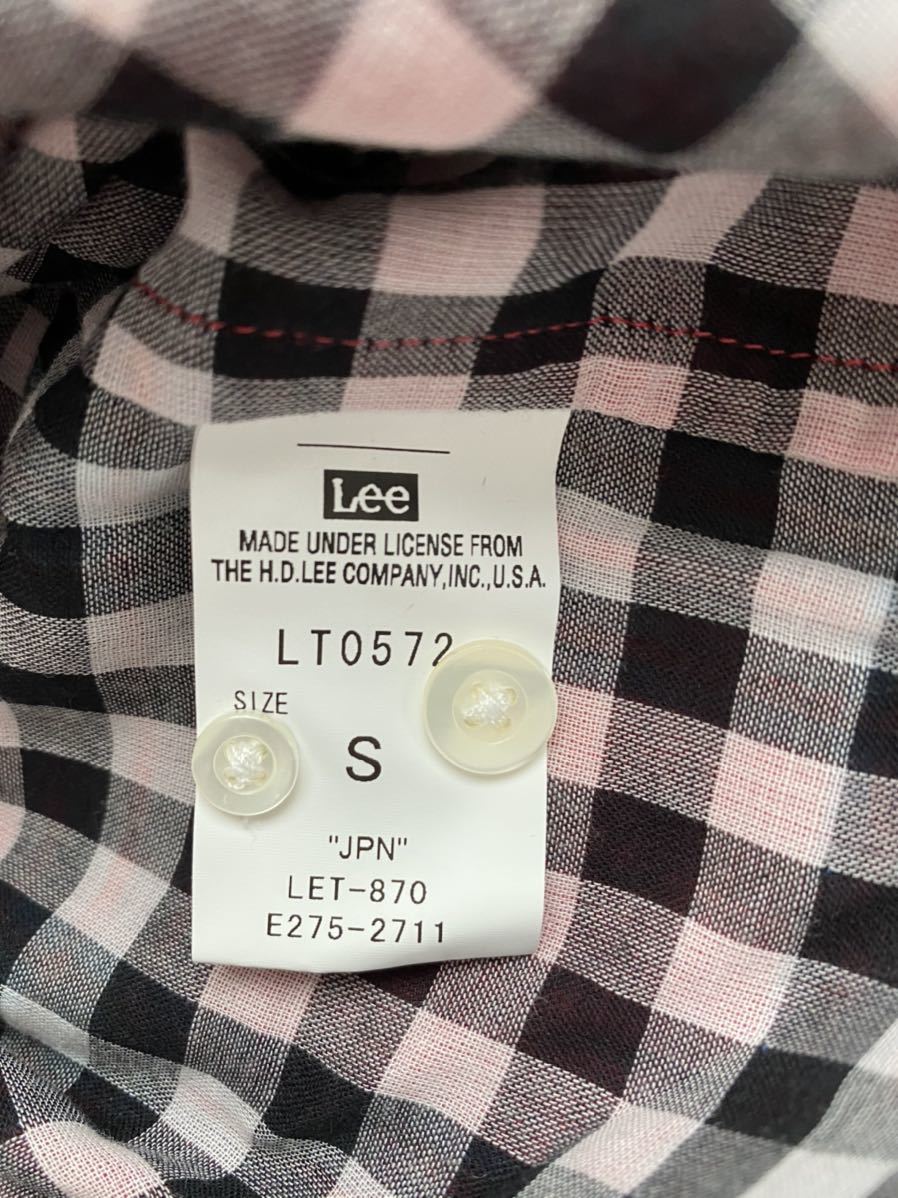 Lee
MADE UNDER LICENSE FROM
THE H.D.LEE COMPANY,INC.,U.S.A.
LT0572
SIZE
S
"JPN"
LET-870
E275-2711